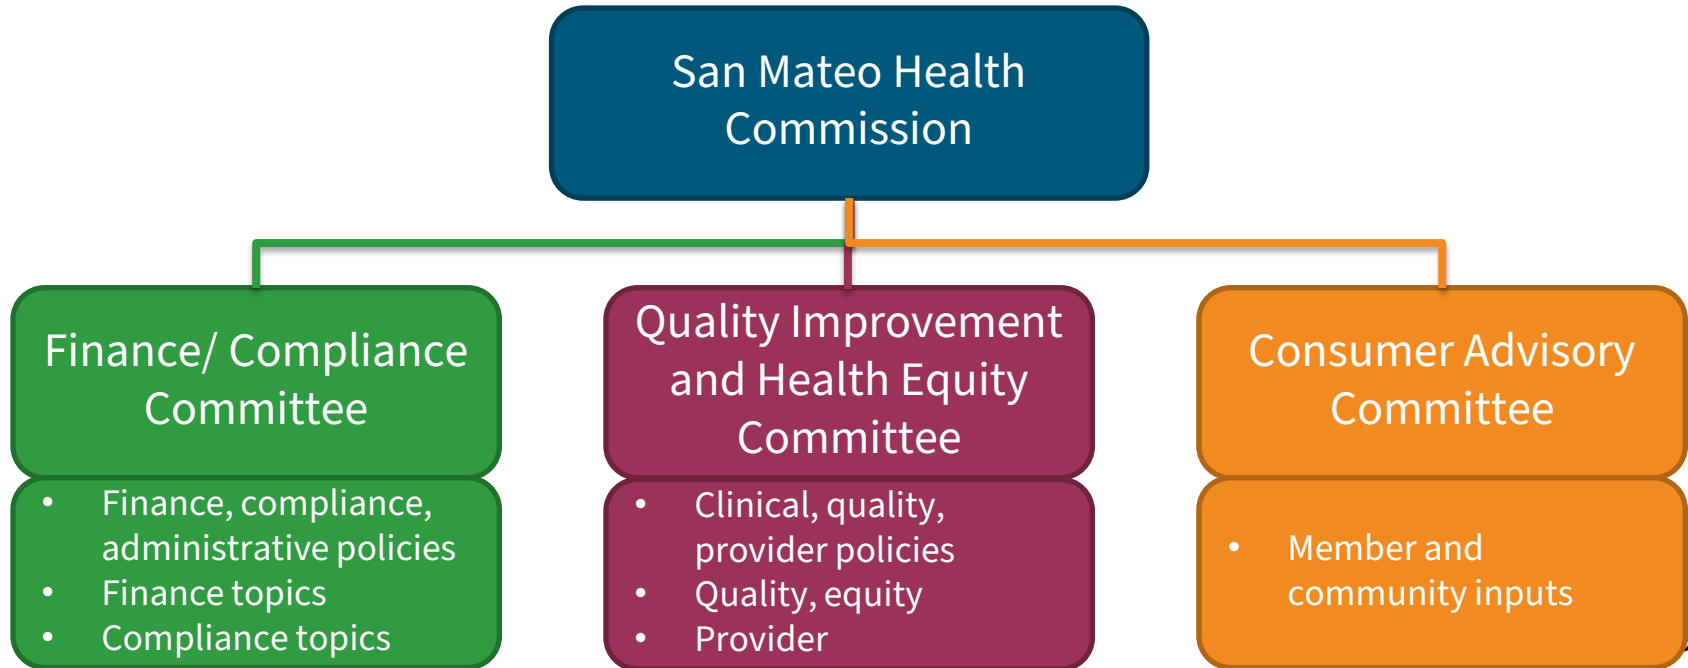 San Mateo Health
Commission
Finance/ Compliance
Committee
• Finance, compliance,
administrative policies
• Finance topics
• Compliance topics
Quality Improvement
and Health Equity
Committee
• Clinical, quality,
provider policies
• Quality, equity
• Provider
Consumer Advisory
Committee
• Member and
community inputs